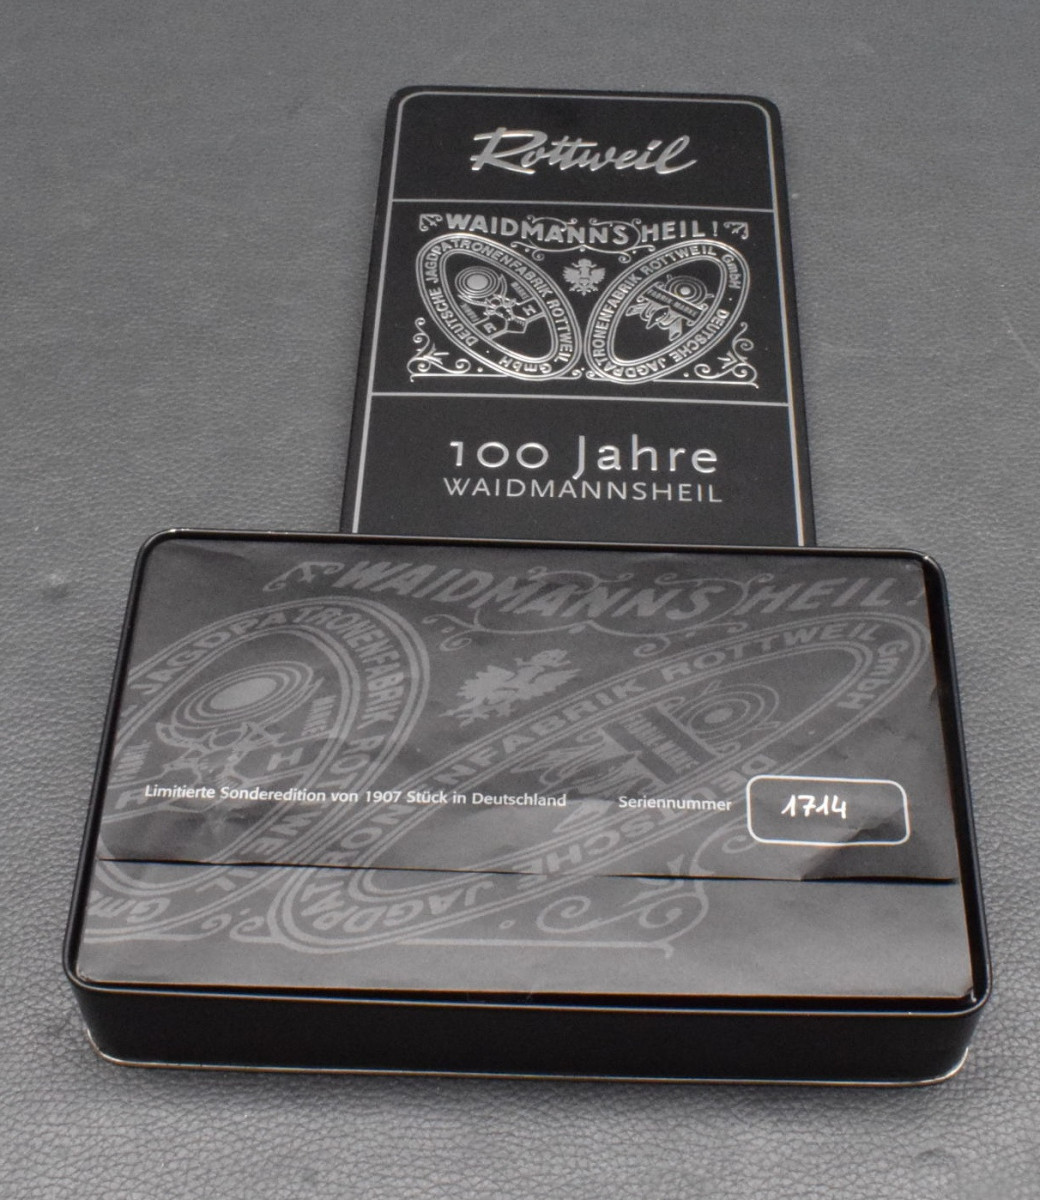 Rottweil
WAIDMANNS HEIL!
DEUTSCHE JAGDPATRONENFABRIK ROTTWEIL GmbH
DEUTSCHE JAGDPATRONENFABRIK ROTTWEIL GmbH
100 Jahre
WAIDMANNSHEIL
WAIDMANNS HEIL!
JAGDPATRONENFABRIK ROTTWEIL GmbH
DEUTSCHE JAGDPATRONENFABRIK ROTTWEIL GmbH
Limitierte Sonderedition von 1907 Stück in Deutschland Seriennummer 1714